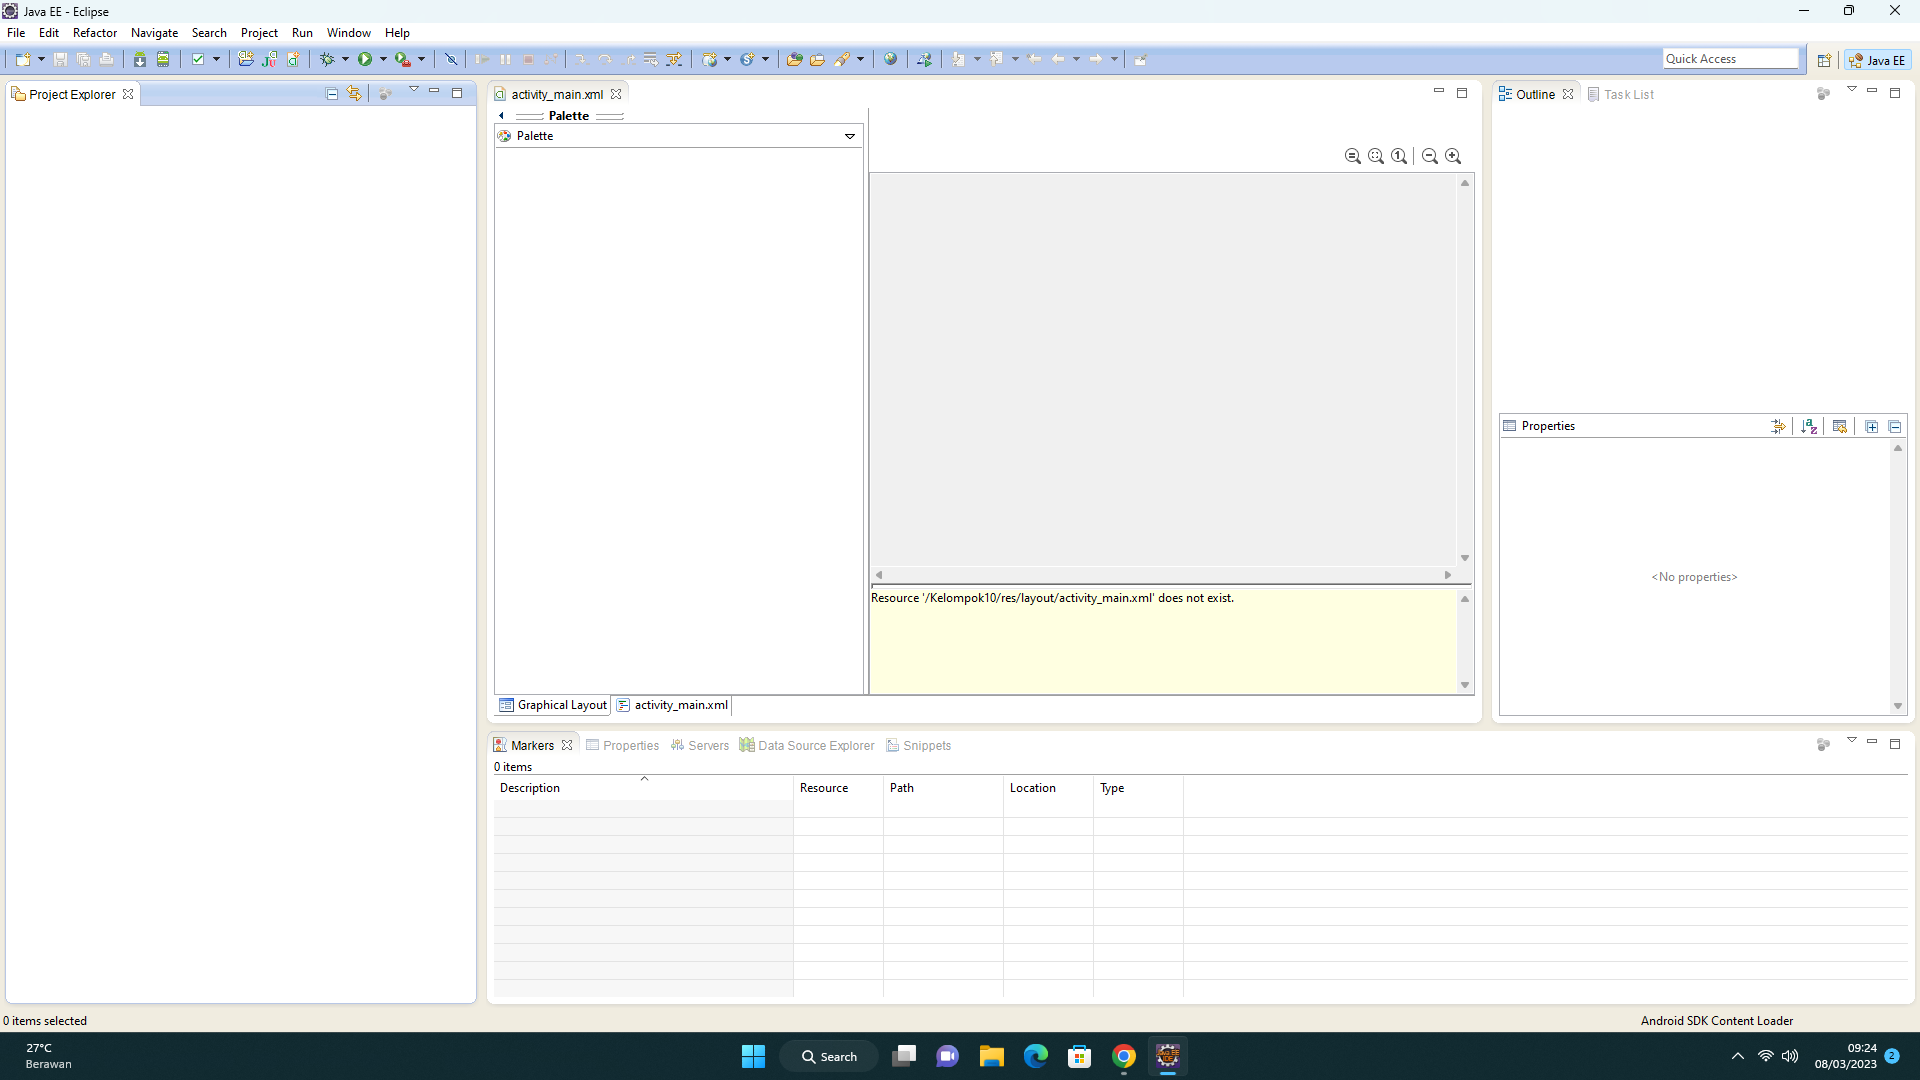 Java EE - Eclipse
File Edit Refactor Navigate Search Project Run Window Help
Quick Access
Java EE
Project Explorer
activity_main.xml
Palette
Palette
Resource '/Kelompok10/res/layout/activity_main.xml' does not exist.
Graphical Layout activity_main.xml
Outline Task List
Properties
<No properties>
Markers Properties Servers Data Source Explorer Snippets
0 items
Description Resource Path Location Type
0 items selected
Android SDK Content Loader
27°C
Berawan
Search
09:24
08/03/2023
2